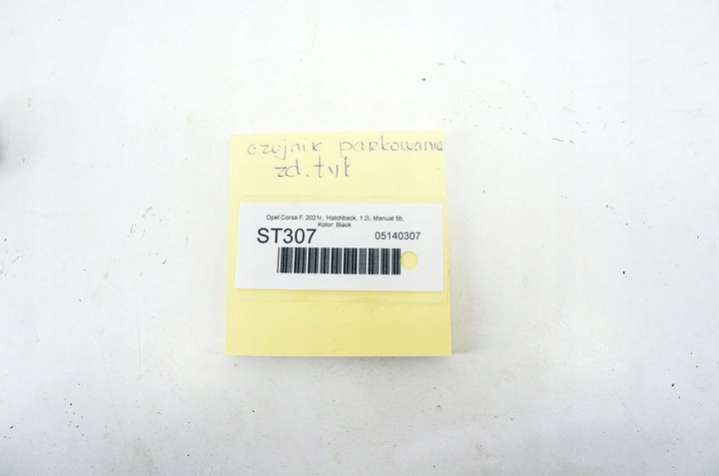 czujnik parkowania
zd. tył
Opel Corsa F, 2021r., Hatchback, 1.2i, Manual 5b,
Kolor: Black
ST307
05140307